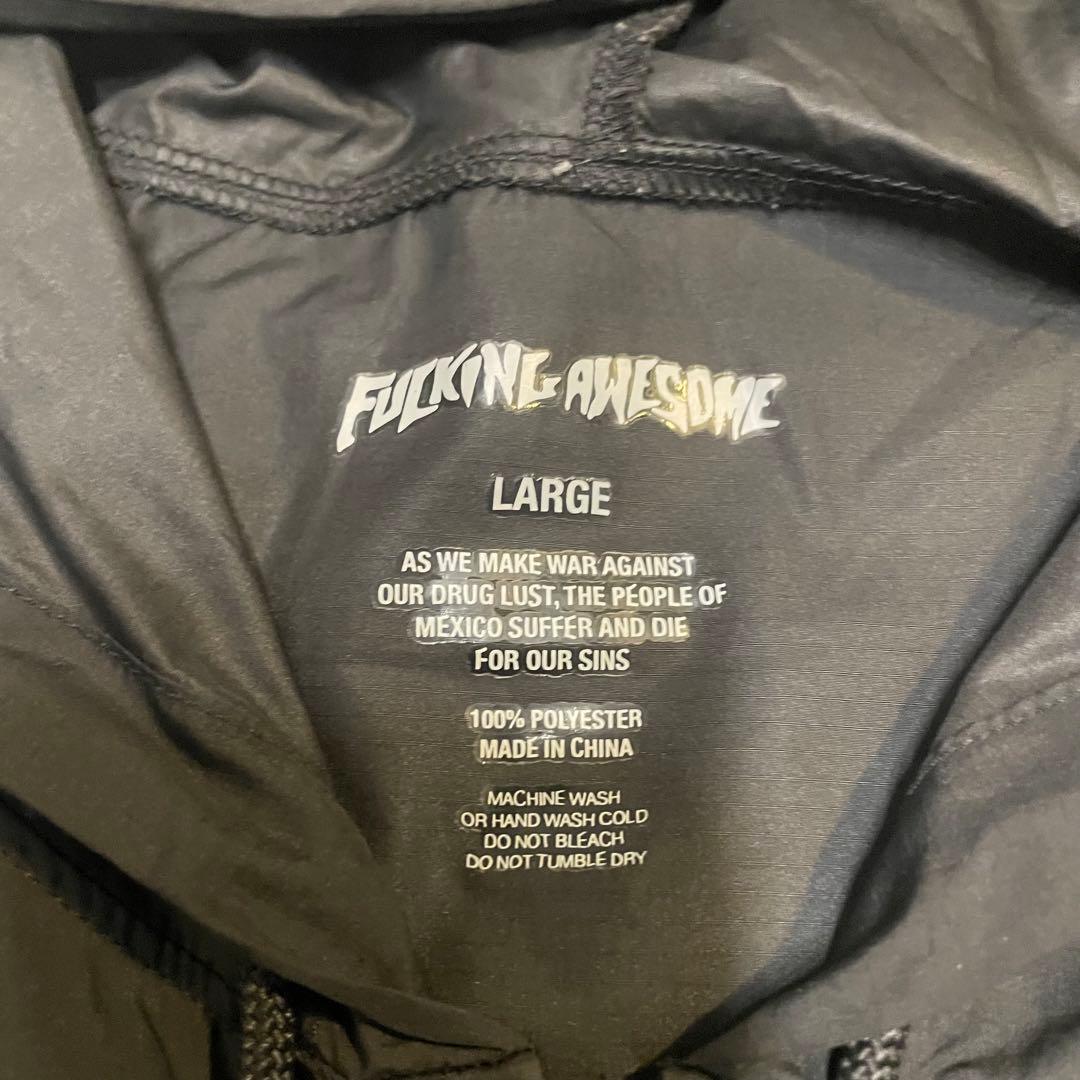 FUCKING AWESOME
LARGE
AS WE MAKE WAR AGAINST
OUR DRUG LUST, THE PEOPLE OF
MEXICO SUFFER AND DIE
FOR OUR SINS
100% POLYESTER
MADE IN CHINA
MACHINE WASH
OR HAND WASH COLD
DO NOT BLEACH
DO NOT TUMBLE DRY